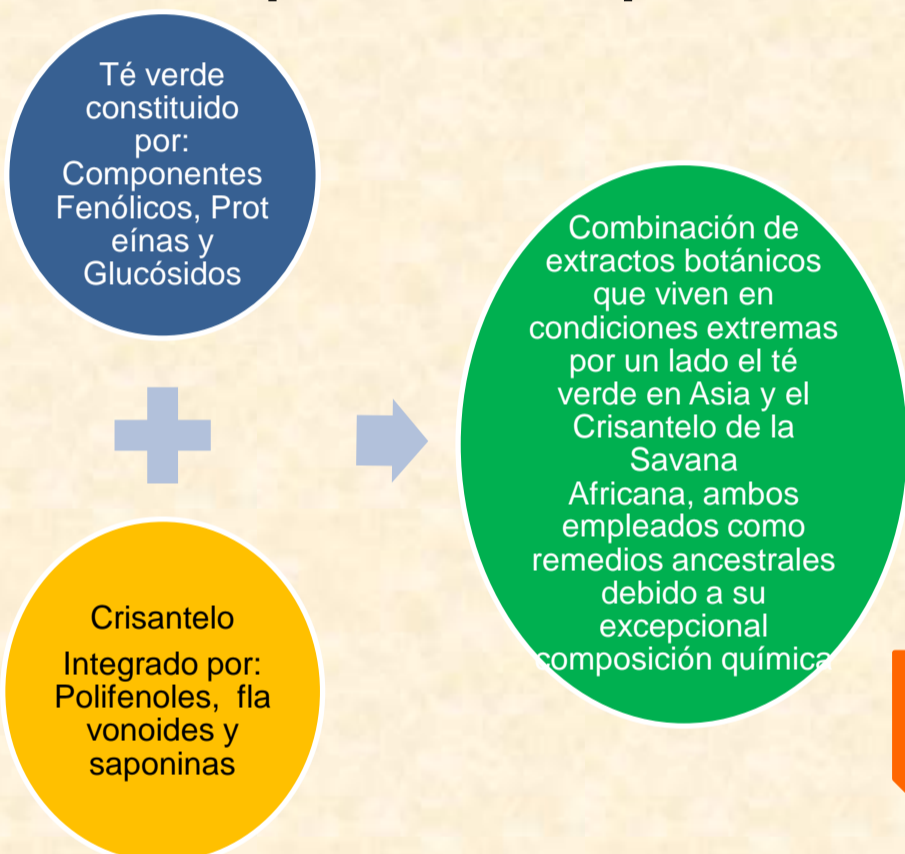 Té verde
constituido
por:
Componentes
Fenólicos, Prot
eínas y
Glucósidos
Crisantelo
Integrado por:
Polifenoles, fla
vonoides y
saponinas
Combinación de
extractos botánicos
que viven en
condiciones extremas
por un lado el té
verde en Asia y el
Crisantelo de la
Savana
Africana, ambos
empleados como
remedios ancestrales
debido a su
excepcional
composición química